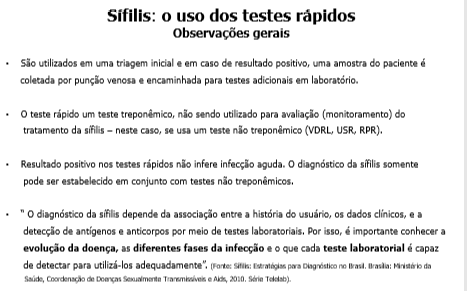 Sífilis: o uso dos testes rápidos
Observações gerais
• São utilizados em uma triagem inicial e em caso de resultado positivo, uma amostra do paciente é
coletada por punção venosa e encaminhada para testes adicionais em laboratório.
• O teste rápido um teste treponêmico, não sendo utilizado para avaliação (monitoramento) do
tratamento da sífilis – neste caso, se usa um teste não treponêmico (VDRL, USR, RPR).
• Resultado positivo nos testes rápidos não infere infecção aguda. O diagnóstico da sífilis somente
pode ser estabelecido em conjunto com testes não treponêmicos.
• " O diagnóstico da sífilis depende da associação entre a história do usuário, os dados clínicos, e a
detecção de antígenos e anticorpos por meio de testes laboratoriais. Por isso, é importante conhecer a
evolução da doença, as diferentes fases da infecção e o que cada teste laboratorial é capaz
de detectar para utilizá-los adequadamente". (Fonte: Sífilis: Estratégias para Diagnóstico no Brasil. Brasília: Ministério da
Saúde, Coordenação de Doenças Sexualmente Transmissíveis e Aids, 2010. Série Telelab).